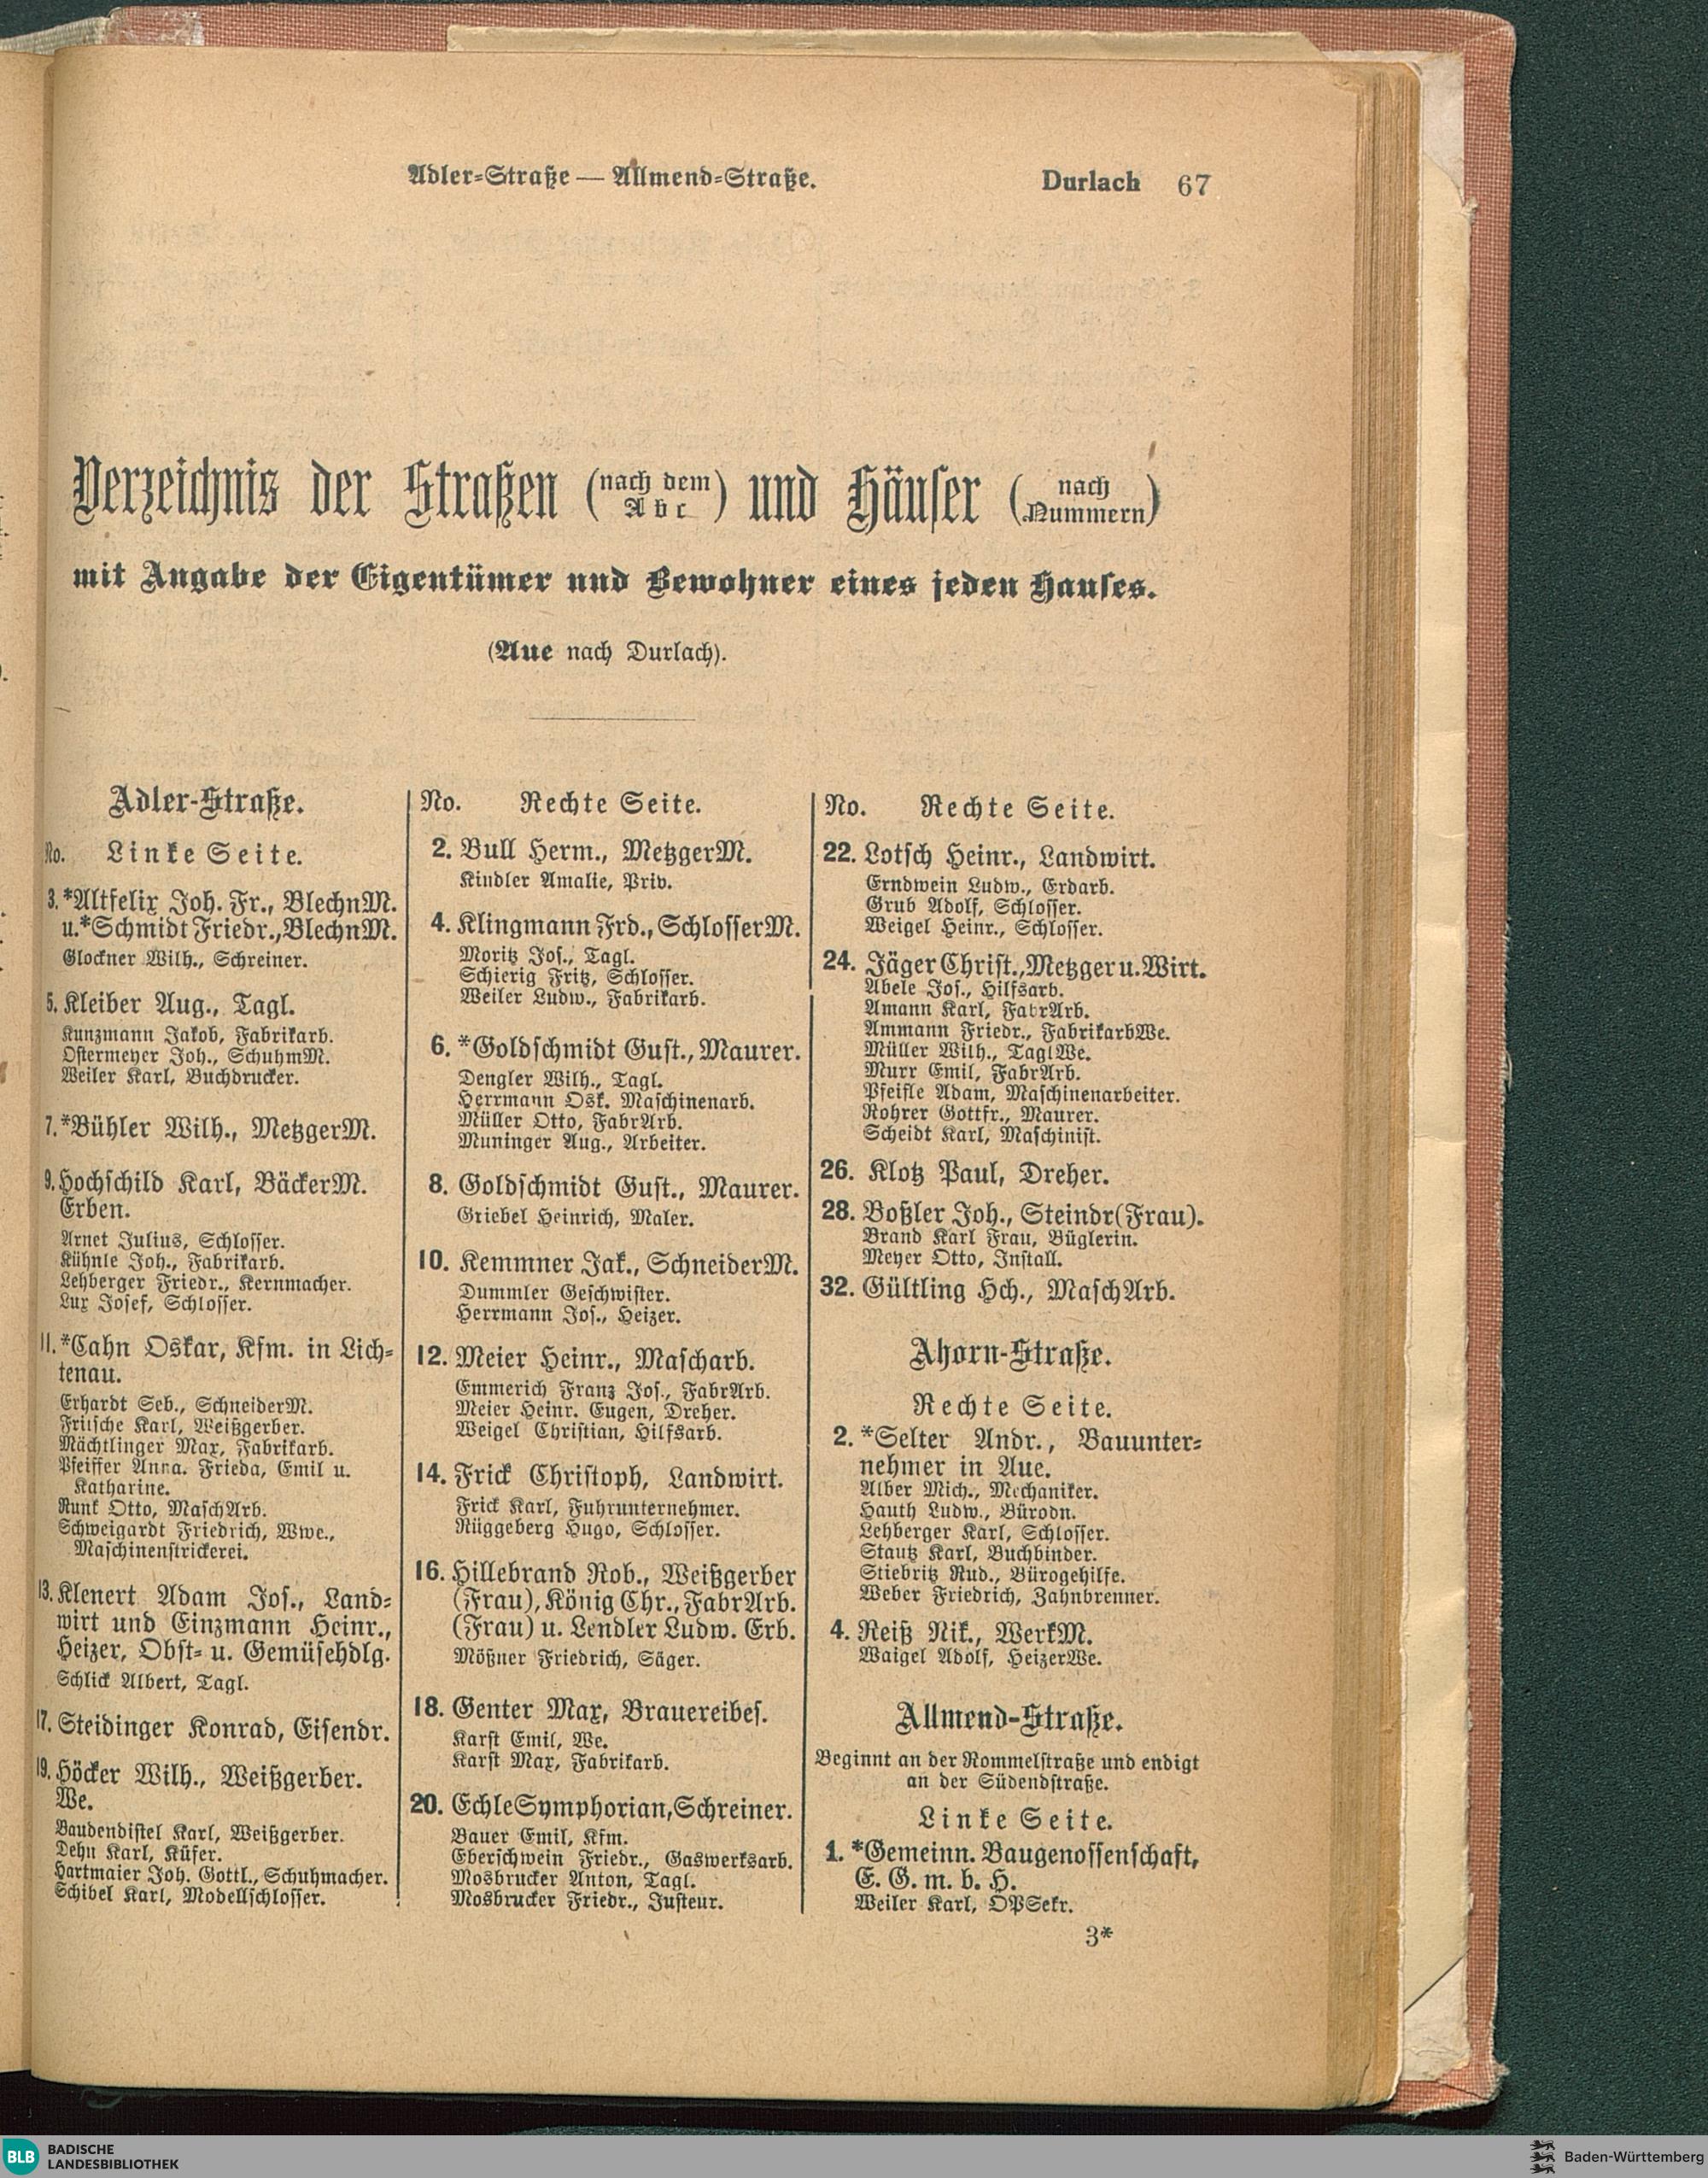 Adler-Straße — Allmend-Straße. Durlach 67
Verzeichnis der Straßen (nach dem Abc) und Häuser (nach Nummern)
mit Angabe der Eigentümer und Bewohner eines jeden Hauses.
(Aue nach Durlach).
Adler-Straße.
No. Linke Seite.
3. *Altfelix Joh. Fr., BlechnM.
u.*Schmidt Friedr., BlechnM.
Glockner Wilh., Schreiner.
5. Kleiber Aug., Tagl.
Kunzmann Jakob, Fabrikarb.
Ostermeyer Joh., SchuhmM.
Weiler Karl, Buchdrucker.
7. *Bühler Wilh., MetzgerM.
9. Hochschild Karl, BäckerM.
Erben.
Arnet Julius, Schlosser.
Kühnle Joh., Fabrikarb.
Lehberger Friedr., Kernmacher.
Lux Josef, Schlosser.
11. *Cahn Oskar, Kfm. in Lich-
tenau.
Erhardt Seb., SchneiderM.
Fritsche Karl, Weißgerber.
Mächtlinger Max, Fabrikarb.
Pfeiffer Anna. Frieda, Emil u.
Katharine.
Runk Otto, MaschArb.
Schweigardt Friedrich, Wwe.,
Maschinenstrickerei.
13. Klenert Adam Jos., Land-
wirt und Einzmann Heinr.,
Heizer, Obst- u. Gemüsehdlg.
Schlick Albert, Tagl.
17. Steidinger Konrad, Eisendr.
19. Höcker Wilh., Weißgerber.
We.
Baudendistel Karl, Weißgerber.
Dehn Karl, Küfer.
Hartmaier Joh. Gottl., Schuhmacher.
Schibel Karl, Modellschlosser.
No. Rechte Seite.
2. Bull Herm., MetzgerM.
Kindler Amalie, Priv.
4. Klingmann Frd., SchlosserM.
Moritz Jos., Tagl.
Schierig Fritz, Schlosser.
Weiler Ludw., Fabrikarb.
6. *Goldschmidt Gust., Maurer.
Dengler Wilh., Tagl.
Herrmann Osk. Maschinenarb.
Müller Otto, FabrArb.
Muninger Aug., Arbeiter.
8. Goldschmidt Gust., Maurer.
Griebel Heinrich, Maler.
10. Kemmner Jak., SchneiderM.
Dummler Geschwister.
Herrmann Jos., Heizer.
12. Meier Heinr., Mascharb.
Emmerich Franz Jos., FabrArb.
Meier Heinr. Eugen, Dreher.
Weigel Christian, Hilfsarb.
14. Frick Christoph, Landwirt.
Frick Karl, Fuhrunternehmer.
Rüggeberg Hugo, Schlosser.
16. Hillebrand Rob., Weißgerber
(Frau), König Chr., FabrArb.
(Frau) u. Lendler Ludw. Erb.
Mößner Friedrich, Säger.
18. Genter Max, Brauereibes.
Karst Emil, We.
Karst Max, Fabrikarb.
20. Echle Symphorian, Schreiner.
Bauer Emil, Kfm.
Eberschwein Friedr., Gaswerksarb.
Mosbrucker Anton, Tagl.
Mosbrucker Friedr., Justeur.
No. Rechte Seite.
22. Lotsch Heinr., Landwirt.
Erndwein Ludw., Erdarb.
Grub Adolf, Schlosser.
Weigel Heinr., Schlosser.
24. Jäger Christ., Metzger u. Wirt.
Abele Jos., Hilfsarb.
Amann Karl, FabrArb.
Ammann Friedr., FabrikarbWe.
Müller Wilh., TaglWe.
Murr Emil, FabrArb.
Pfeifle Adam, Maschinenarbeiter.
Rohrer Gottfr., Maurer.
Scheidt Karl, Maschinist.
26. Klotz Paul, Dreher.
28. Boßler Joh., Steindr(Frau).
Brand Karl Frau, Büglerin.
Meyer Otto, Install.
32. Gültling Hch., MaschArb.
Ahorn-Straße.
Rechte Seite.
2. *Selter Andr., Bauunter-
nehmer in Aue.
Alber Mich., Mechaniker.
Hauth Ludw., Bürodn.
Lehberger Karl, Schlosser.
Stautz Karl, Buchbinder.
Stiebritz Rud., Bürogehilfe.
Weber Friedrich, Zahnbrenner.
4. Reiß Nik., WerkM.
Waigel Adolf, HeizerWe.
Allmend-Straße.
Beginnt an der Rommelstraße und endigt
an der Südendstraße.
Linke Seite.
1. *Gemeinn. Baugenossenschaft,
E. G. m. b. H.
Weiler Karl, OPSekr.
3*
BLB BADISCHE
LANDESBIBLIOTHEK
Baden-Württemberg